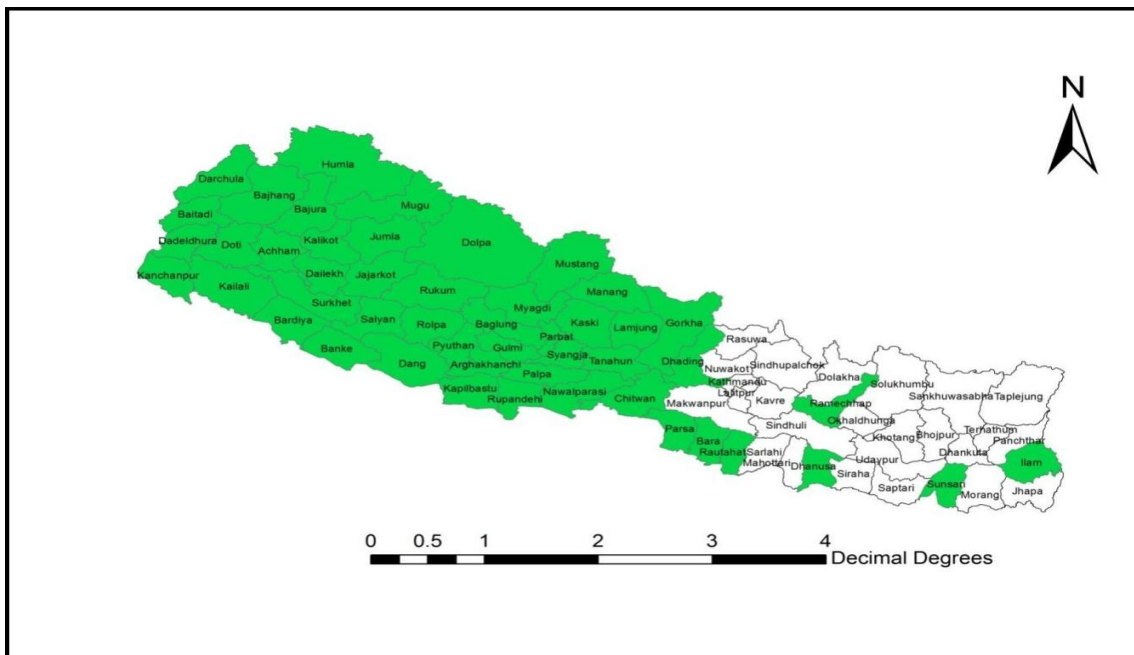 N
Humla
Darchula
Bajhang
Mugu
Bajura
Baitadi
Jumla
Dadeldhura
Doti
Kalikot
Dolpa
Achham
Mustang
Kanchanpur
Dailekh
Jajarkot
Kailali
Rukum
Manang
Surkhet
Myagdi
Bardiya
Salyan
Rolpa
Baglung
Kaski
Lamjung
Gorkha
Parbat
Rasuwa
Banke
Pyuthan
Gulmi
Syangja
Dang
Arghakhanchi
Tanahun
Dhading
Nuwakot
Sindhupalchok
Palpa
Dolakha
Kapilbastu
Nawalparasi
Kathmandu
Solukhumbu
Rupandehi
Chitwan
Lalitpur
Makwanpur
Kavre
Ramechhap
Sankhuwasabha
Taplejung
Okhaldhunga
Parsa
Sindhuli
Bara
Khotang
Bhojpur
Terhathum
Panchthar
Rautahat
Sarlahi
Dhankuta
Mahottari
Dhanusa
Udaypur
Ilam
Siraha
Saptari
Sunsari
Morang
Jhapa
0 0.5 1 2 3 4
Decimal Degrees